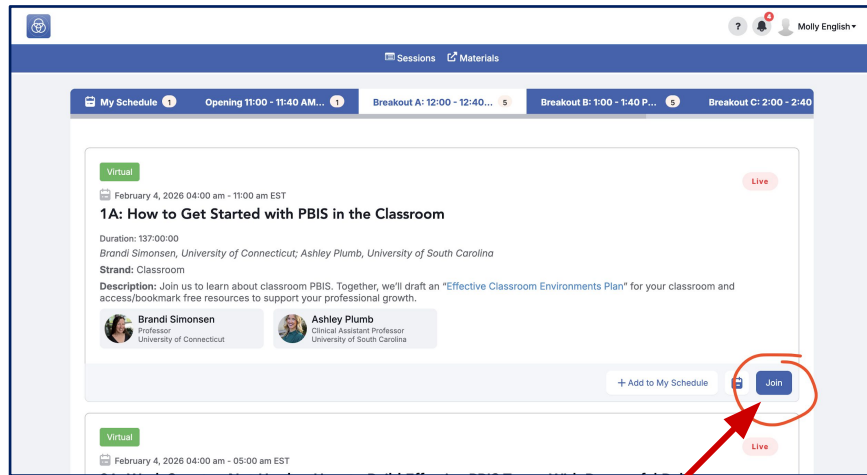 ? 4 Molly English
Sessions Materials
My Schedule 1 Opening 11:00 - 11:40 AM... 1 Breakout A: 12:00 - 12:40... 5 Breakout B: 1:00 - 1:40 P... 5 Breakout C: 2:00 - 2:40
Virtual
Live
February 4, 2026 04:00 am - 11:00 am EST
1A: How to Get Started with PBIS in the Classroom
Duration: 137:00:00
Brandi Simonsen, University of Connecticut; Ashley Plumb, University of South Carolina
Strand: Classroom
Description: Join us to learn about classroom PBIS. Together, we'll draft an “Effective Classroom Environments Plan” for your classroom and
access/bookmark free resources to support your professional growth.
Brandi Simonsen
Professor
University of Connecticut
Ashley Plumb
Clinical Assistant Professor
University of South Carolina
+ Add to My Schedule Join
Virtual
Live
February 4, 2026 04:00 am - 05:00 am EST